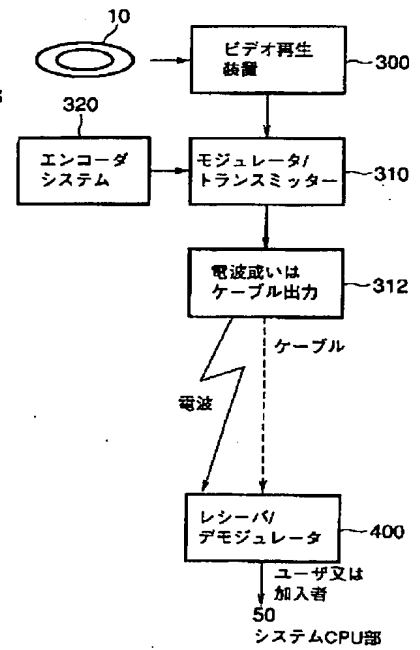 10
ビデオ再生
装置
300
320
エンコーダ
システム
モジュレータ/
トランスミッター
310
電波或いは
ケーブル出力
312
ケーブル
電波
レシーバ/
デモジュレータ
400
ユーザ又は
加入者
50
システムCPU部